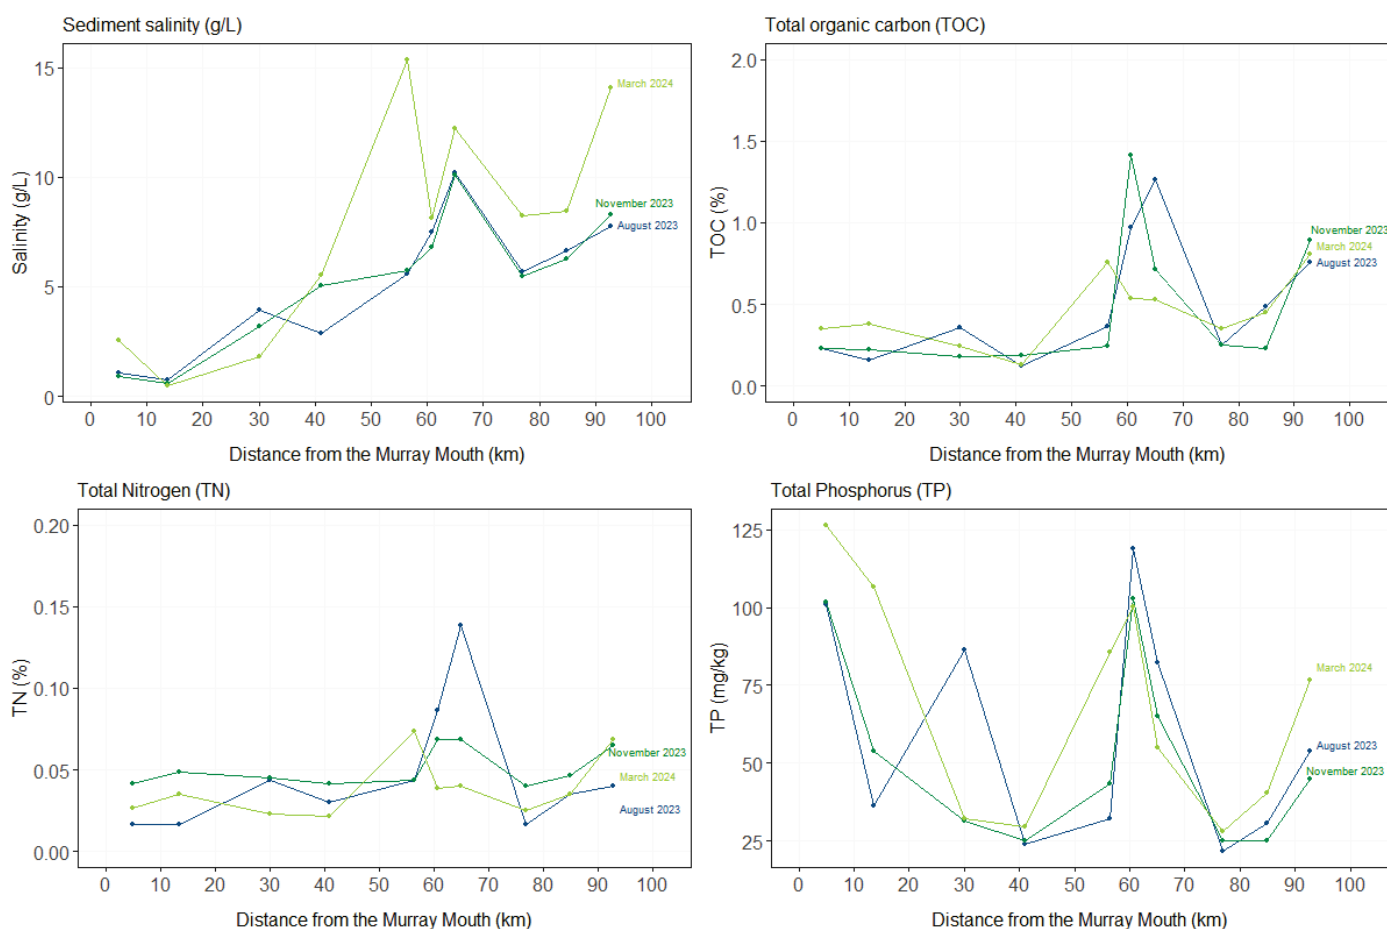 Sediment salinity (g/L)
Salinity (g/L)
15
10
5
0
March 2024
November 2023
August 2023
0 10 20 30 40 50 60 70 80 90 100
Distance from the Murray Mouth (km)
Total organic carbon (TOC)
TOC (%)
2.0
1.5
1.0
0.5
0.0
November 2023
March 2024
August 2023
0 10 20 30 40 50 60 70 80 90 100
Distance from the Murray Mouth (km)
Total Nitrogen (TN)
TN (%)
0.20
0.15
0.10
0.05
0.00
November 2023
March 2024
August 2023
0 10 20 30 40 50 60 70 80 90 100
Distance from the Murray Mouth (km)
Total Phosphorus (TP)
TP (mg/kg)
125
100
75
50
25
March 2024
August 2023
November 2023
0 10 20 30 40 50 60 70 80 90 100
Distance from the Murray Mouth (km)